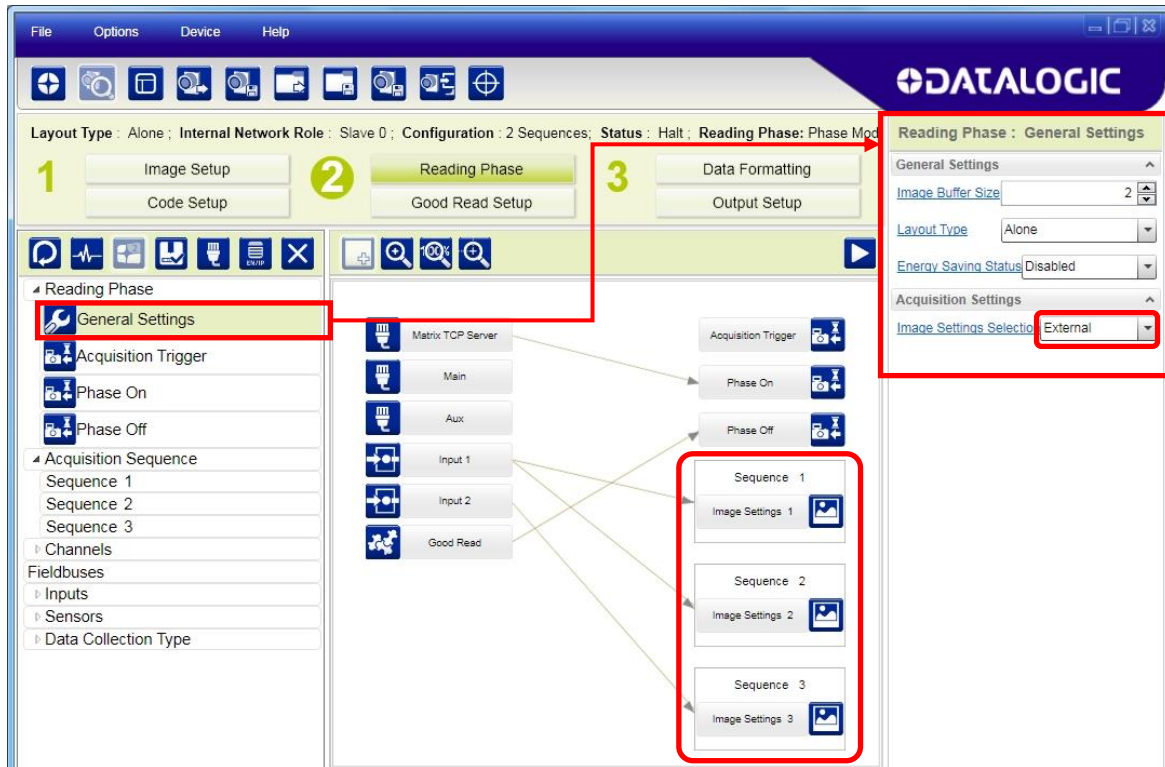 File Options Device Help
DATALOGIC
Layout Type : Alone ; Internal Network Role : Slave 0 ; Configuration : 2 Sequences; Status : Halt ; Reading Phase: Phase Mod
1 Image Setup
Code Setup
2 Reading Phase
Good Read Setup
3 Data Formatting
Output Setup
EN/IP
100%
Reading Phase
General Settings
Acquisition Trigger
Phase On
Phase Off
Acquisition Sequence
Sequence 1
Sequence 2
Sequence 3
Channels
Fieldbuses
Inputs
Sensors
Data Collection Type
Matrix TCP Server
Main
Aux
Input 1
Input 2
Good Read
Acquisition Trigger
Phase On
Phase Off
Sequence 1
Image Settings 1
Sequence 2
Image Settings 2
Sequence 3
Image Settings 3
Reading Phase : General Settings
General Settings
Image Buffer Size 2
Layout Type Alone
Energy Saving Status Disabled
Acquisition Settings
Image Settings Selectio External